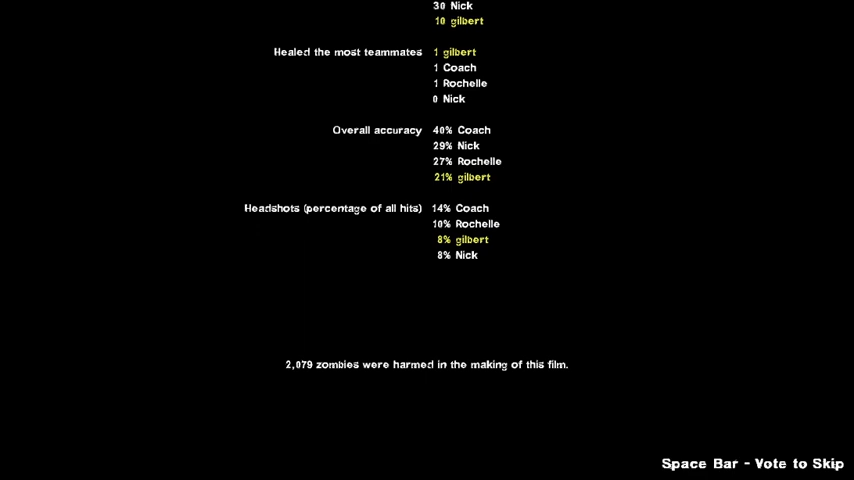 30 Nick
10 gilbert
Healed the most teammates 1 gilbert
1 Coach
1 Rochelle
0 Nick
Overall accuracy 40% Coach
29% Nick
27% Rochelle
21% gilbert
Headshots (percentage of all hits) 14% Coach
10% Rochelle
8% gilbert
8% Nick
2,079 zombies were harmed in the making of this film.
Space Bar - Vote to Skip